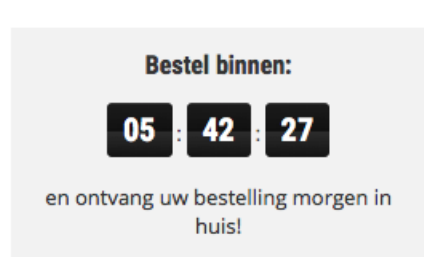 Bestel binnen:
05 : 42 : 27
en ontvang uw bestelling morgen in
huis!